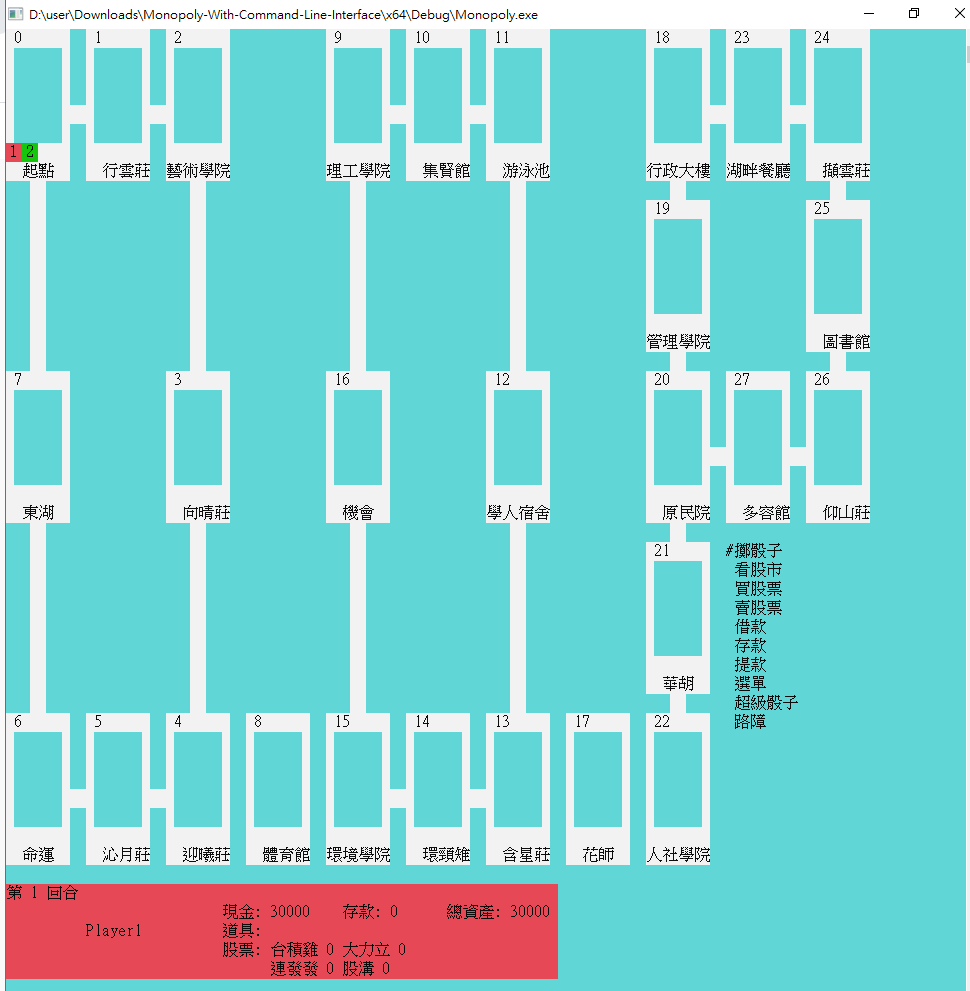 D:\user\Downloads\Monopoly-With-Command-Line-Interface\x64\Debug\Monopoly.exe
0 1 2 9 10 11 18 23 24
1 2
起點 行雲莊 藝術學院 理工學院 集賢館 游泳池 行政大樓 湖畔餐廳 擷雲莊
19 25
管理學院 圖書館
7 3 16 12 20 27 26
東湖 向晴莊 機會 學人宿舍 原民院 多容館 仰山莊
21
華胡
#擲骰子
看股市
買股票
賣股票
借款
存款
提款
選單
超級骰子
路障
6 5 4 8 15 14 13 17 22
命運 沁月莊 迎曦莊 體育館 環境學院 環頸雉 含星莊 花師 人社學院
第 1 回合
現金: 30000 存款: 0 總資產: 30000
Player1 道具:
股票: 台積雞 0 大力立 0
連發發 0 股溝 0